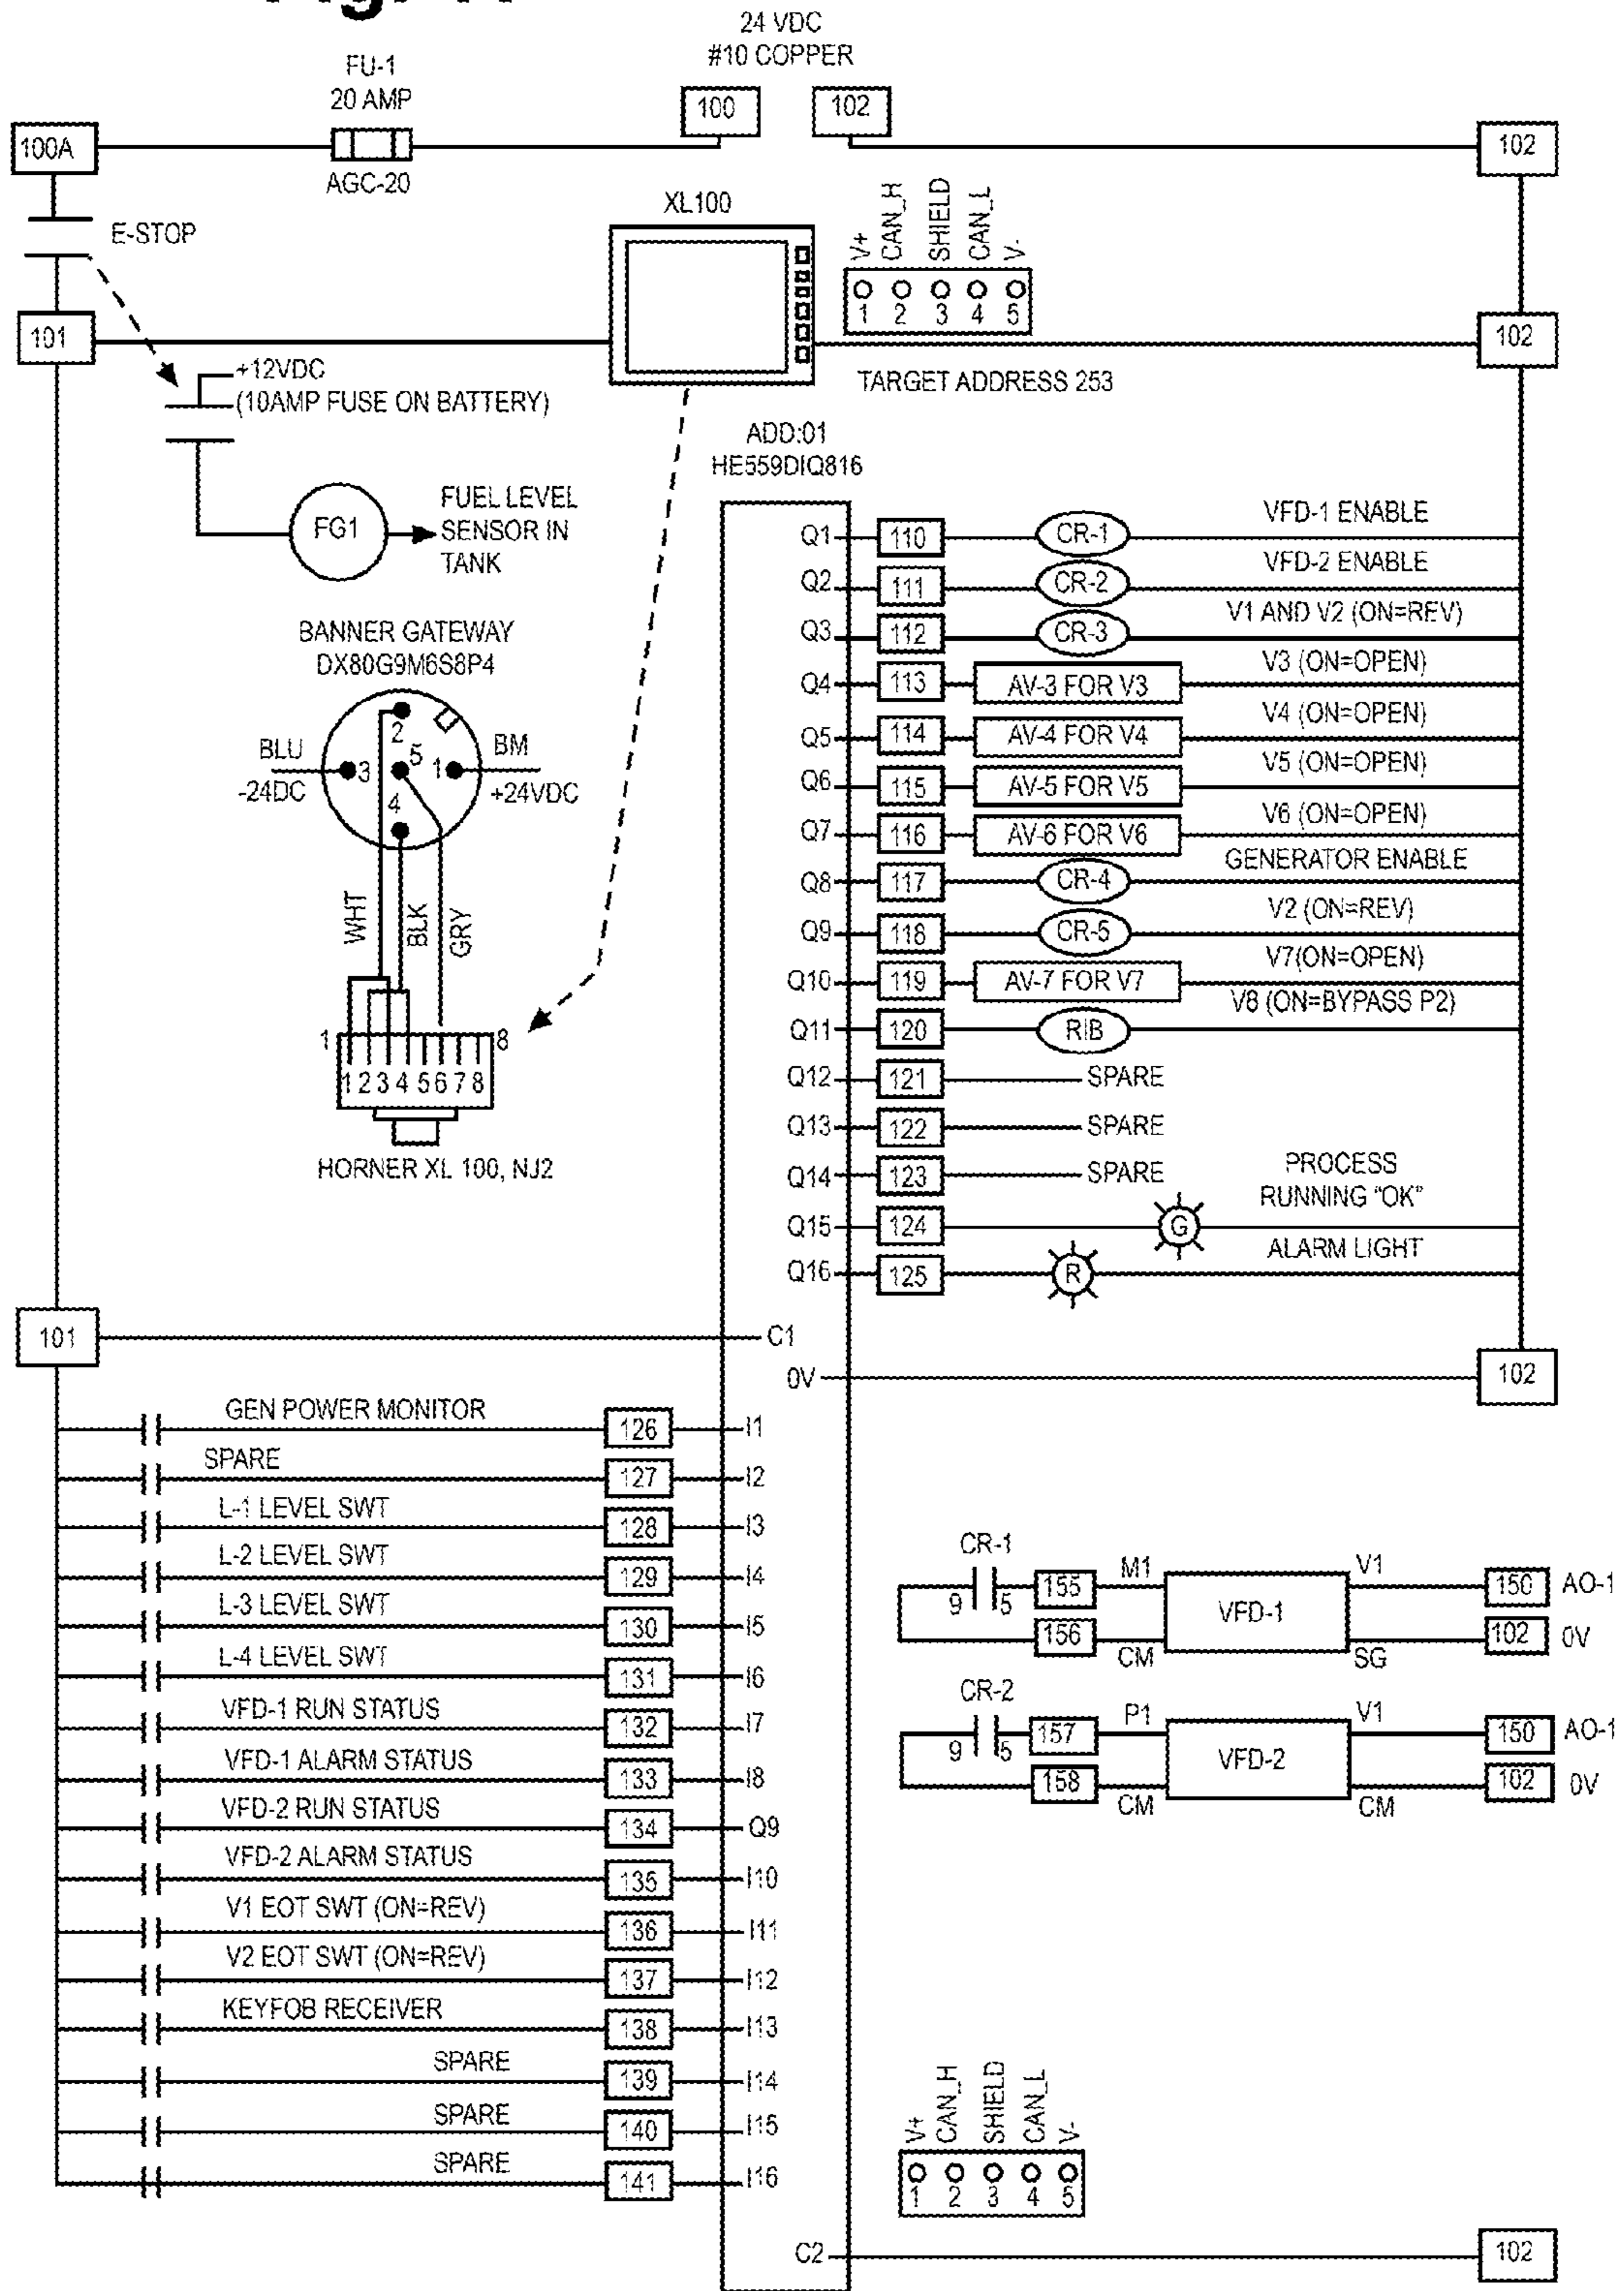 24 VDC
#10 COPPER
FU-1
20 AMP
100
102
100A
102
AGC-20
E-STOP
XL100
V+
CAN_H
SHIELD
CAN_L
V-
1 2 3 4 5
101
102
TARGET ADDRESS 253
+12VDC
(10AMP FUSE ON BATTERY)
ADD:01
HE559DIQ816
FG1
FUEL LEVEL
SENSOR IN
TANK
BANNER GATEWAY
DX80G9M6S8P4
2
BLU
3
5
1
BM
-24DC
4
+24VDC
WHT
BLK
GRY
1
8
1 2 3 4 5 6 7 8
HORNER XL 100, NJ2
Q1 110 CR-1 VFD-1 ENABLE
Q2 111 CR-2 VFD-2 ENABLE
Q3 112 CR-3 V1 AND V2 (ON=REV)
Q4 113 AV-3 FOR V3 V3 (ON=OPEN)
Q5 114 AV-4 FOR V4 V4 (ON=OPEN)
Q6 115 AV-5 FOR V5 V5 (ON=OPEN)
Q7 116 AV-6 FOR V6 V6 (ON=OPEN)
Q8 117 CR-4 GENERATOR ENABLE
Q9 118 CR-5 V2 (ON=REV)
Q10 119 AV-7 FOR V7 V7(ON=OPEN)
Q11 120 RIB V8 (ON=BYPASS P2)
Q12 121 SPARE
Q13 122 SPARE
Q14 123 SPARE
PROCESS
RUNNING "OK"
Q15 124 G
ALARM LIGHT
Q16 125 R
101 C1
0V 102
GEN POWER MONITOR 126 I1
SPARE 127 I2
L-1 LEVEL SWT 128 I3
L-2 LEVEL SWT 129 I4
L-3 LEVEL SWT 130 I5
L-4 LEVEL SWT 131 I6
VFD-1 RUN STATUS 132 I7
VFD-1 ALARM STATUS 133 I8
VFD-2 RUN STATUS 134 Q9
VFD-2 ALARM STATUS 135 I10
V1 EOT SWT (ON=REV) 136 I11
V2 EOT SWT (ON=REV) 137 I12
KEYFOB RECEIVER 138 I13
SPARE 139 I14
SPARE 140 I15
SPARE 141 I16
CR-1
9 5 155 M1 VFD-1 V1 150 AO-1
156 CM SG 102 0V
CR-2
9 5 157 P1 VFD-2 V1 150 AO-1
158 CM CM 102 0V
V+
CAN_H
SHIELD
CAN_L
V-
1 2 3 4 5
C2 102